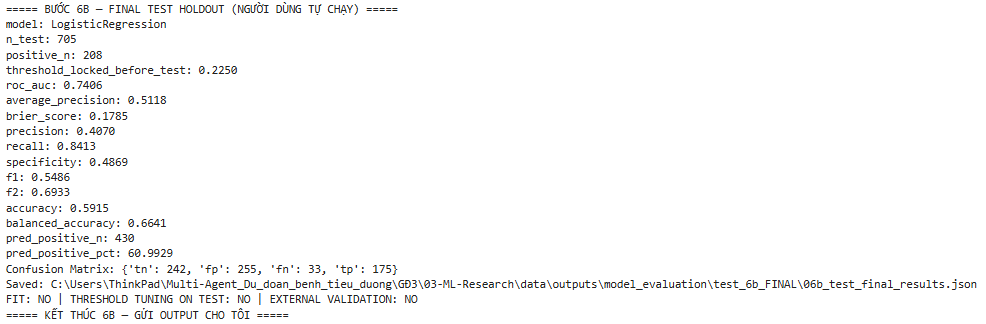 ===== BƯỚC 6B — FINAL TEST HOLDOUT (NGƯỜI DÙNG TỰ CHẠY) =====
model: LogisticRegression
n_test: 705
positive_n: 208
threshold_locked_before_test: 0.2250
roc_auc: 0.7406
average_precision: 0.5118
brier_score: 0.1785
precision: 0.4070
recall: 0.8413
specificity: 0.4869
f1: 0.5486
f2: 0.6933
accuracy: 0.5915
balanced_accuracy: 0.6641
pred_positive_n: 430
pred_positive_pct: 60.9929
Confusion Matrix: {'tn': 242, 'fp': 255, 'fn': 33, 'tp': 175}
Saved: C:\Users\ThinkPad\Multi-Agent_Du_doan_benh_tieu_duong\GD3\03-ML-Research\data\outputs\model_evaluation\test_6b_FINAL\06b_test_final_results.json
FIT: NO | THRESHOLD TUNING ON TEST: NO | EXTERNAL VALIDATION: NO
===== KẾT THÚC 6B — GỬI OUTPUT CHO TÔI =====